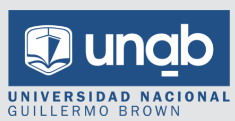 unab
UNIVERSIDAD NACIONAL
GUILLERMO BROWN